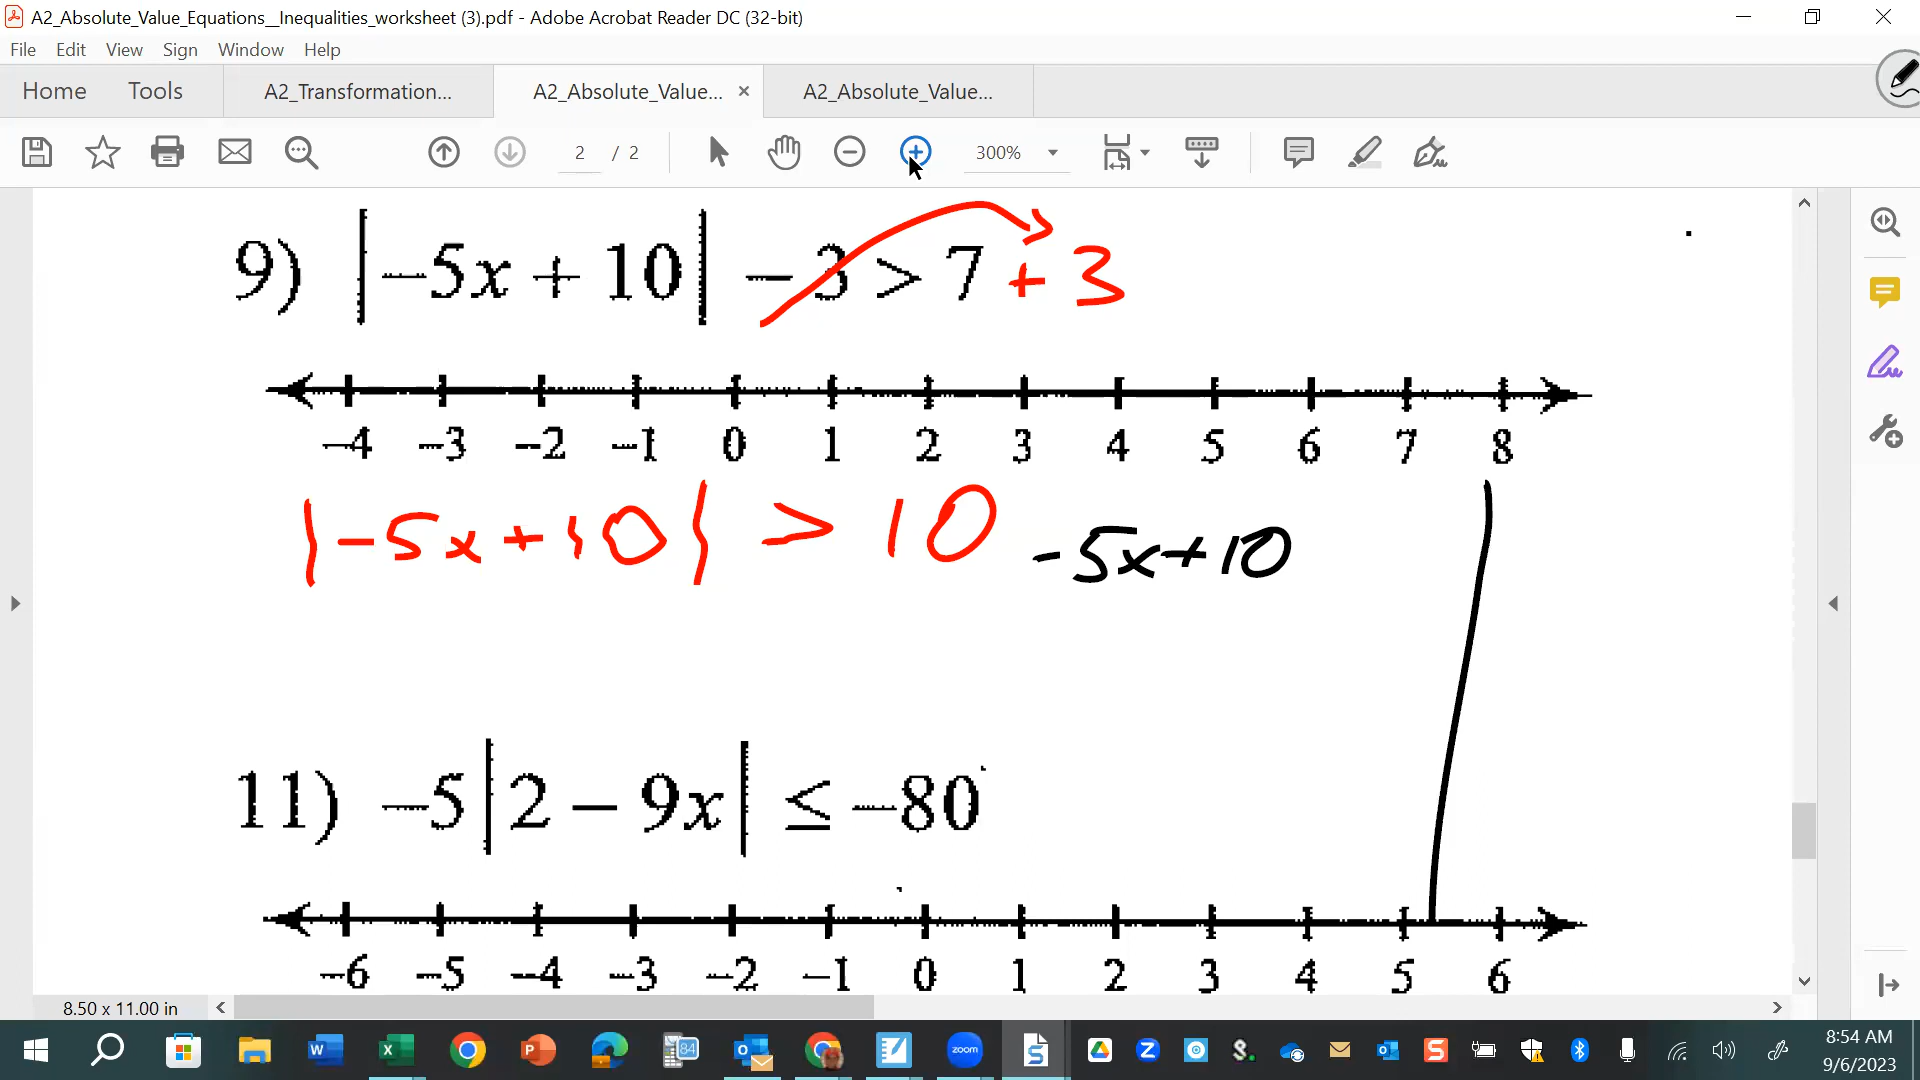 A2_Absolute_Value_Equations__Inequalities_worksheet (3).pdf - Adobe Acrobat Reader DC (32-bit)
File Edit View Sign Window Help
Home Tools A2_Transformation... A2_Absolute_Value... × A2_Absolute_Value...
2 / 2 300%
9) |−5x + 10| − 3 > 7 + 3
−4 −3 −2 −1 0 1 2 3 4 5 6 7 8
|-5x+10| > 10 -5x+10
11) −5|2 − 9x| ≤ −80
−6 −5 −4 −3 −2 −1 0 1 2 3 4 5 6
8.50 x 11.00 in
84
zoom
8:54 AM
9/6/2023